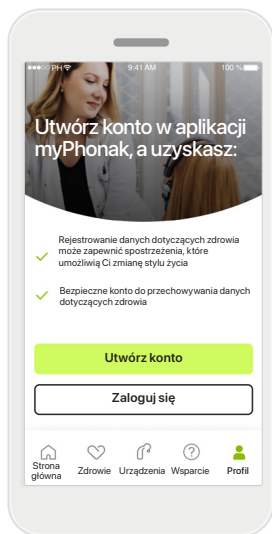 PH 9:41 AM 100 %
Utwórz konto w aplikacji
myPhonak, a uzyskasz:
Rejestrowanie danych dotyczących zdrowia
może zapewnić spostrzeżenia, które
umożliwią Ci zmianę stylu życia
Bezpieczne konto do przechowywania danych
dotyczących zdrowia
Utwórz konto
Zaloguj się
Strona
główna
Zdrowie
Urządzenia
Wsparcie
Profil